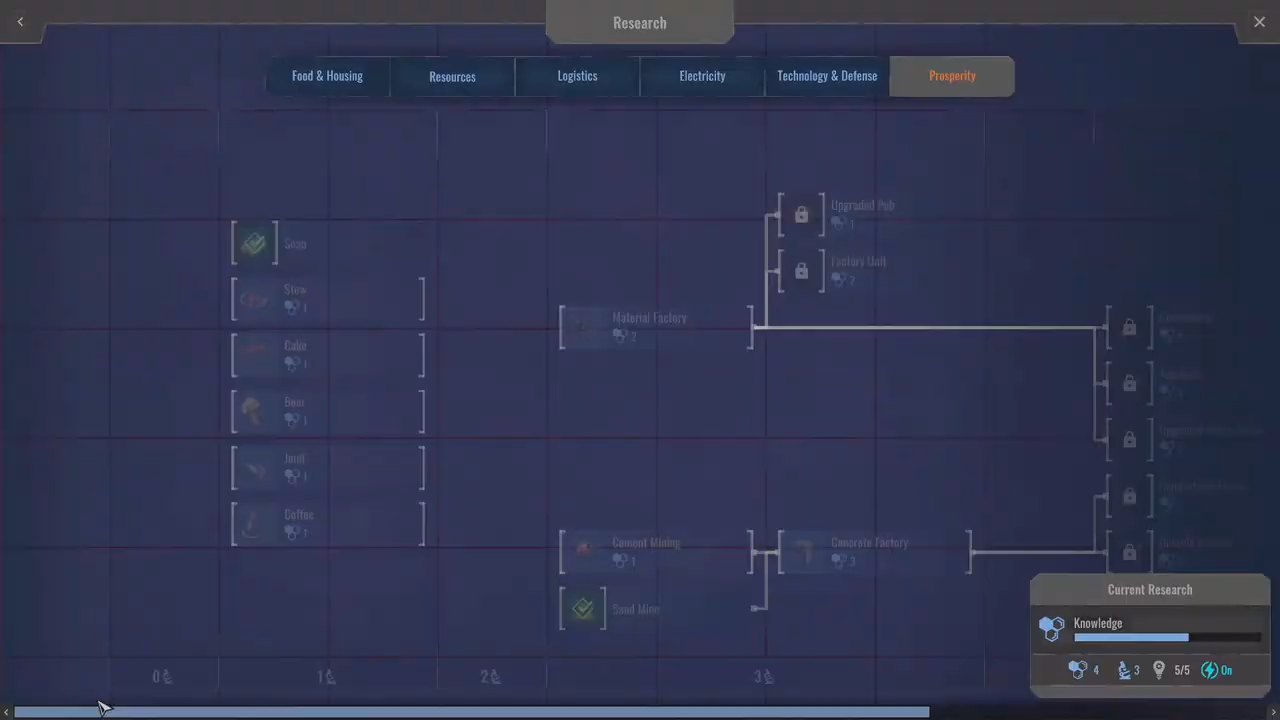 Research
Food & Housing
Resources
Logistics
Electricity
Technology & Defense
Prosperity
Upgraded Pub
1
Soap
Factory Unit
2
Stew
1
Material Factory
2
Cake
1
Beer
1
1
Coffee
1
Cement Mining
1
Concrete Factory
3
Sand Mine
Current Research
Knowledge
4
3
5/5
On
0
1
2
3